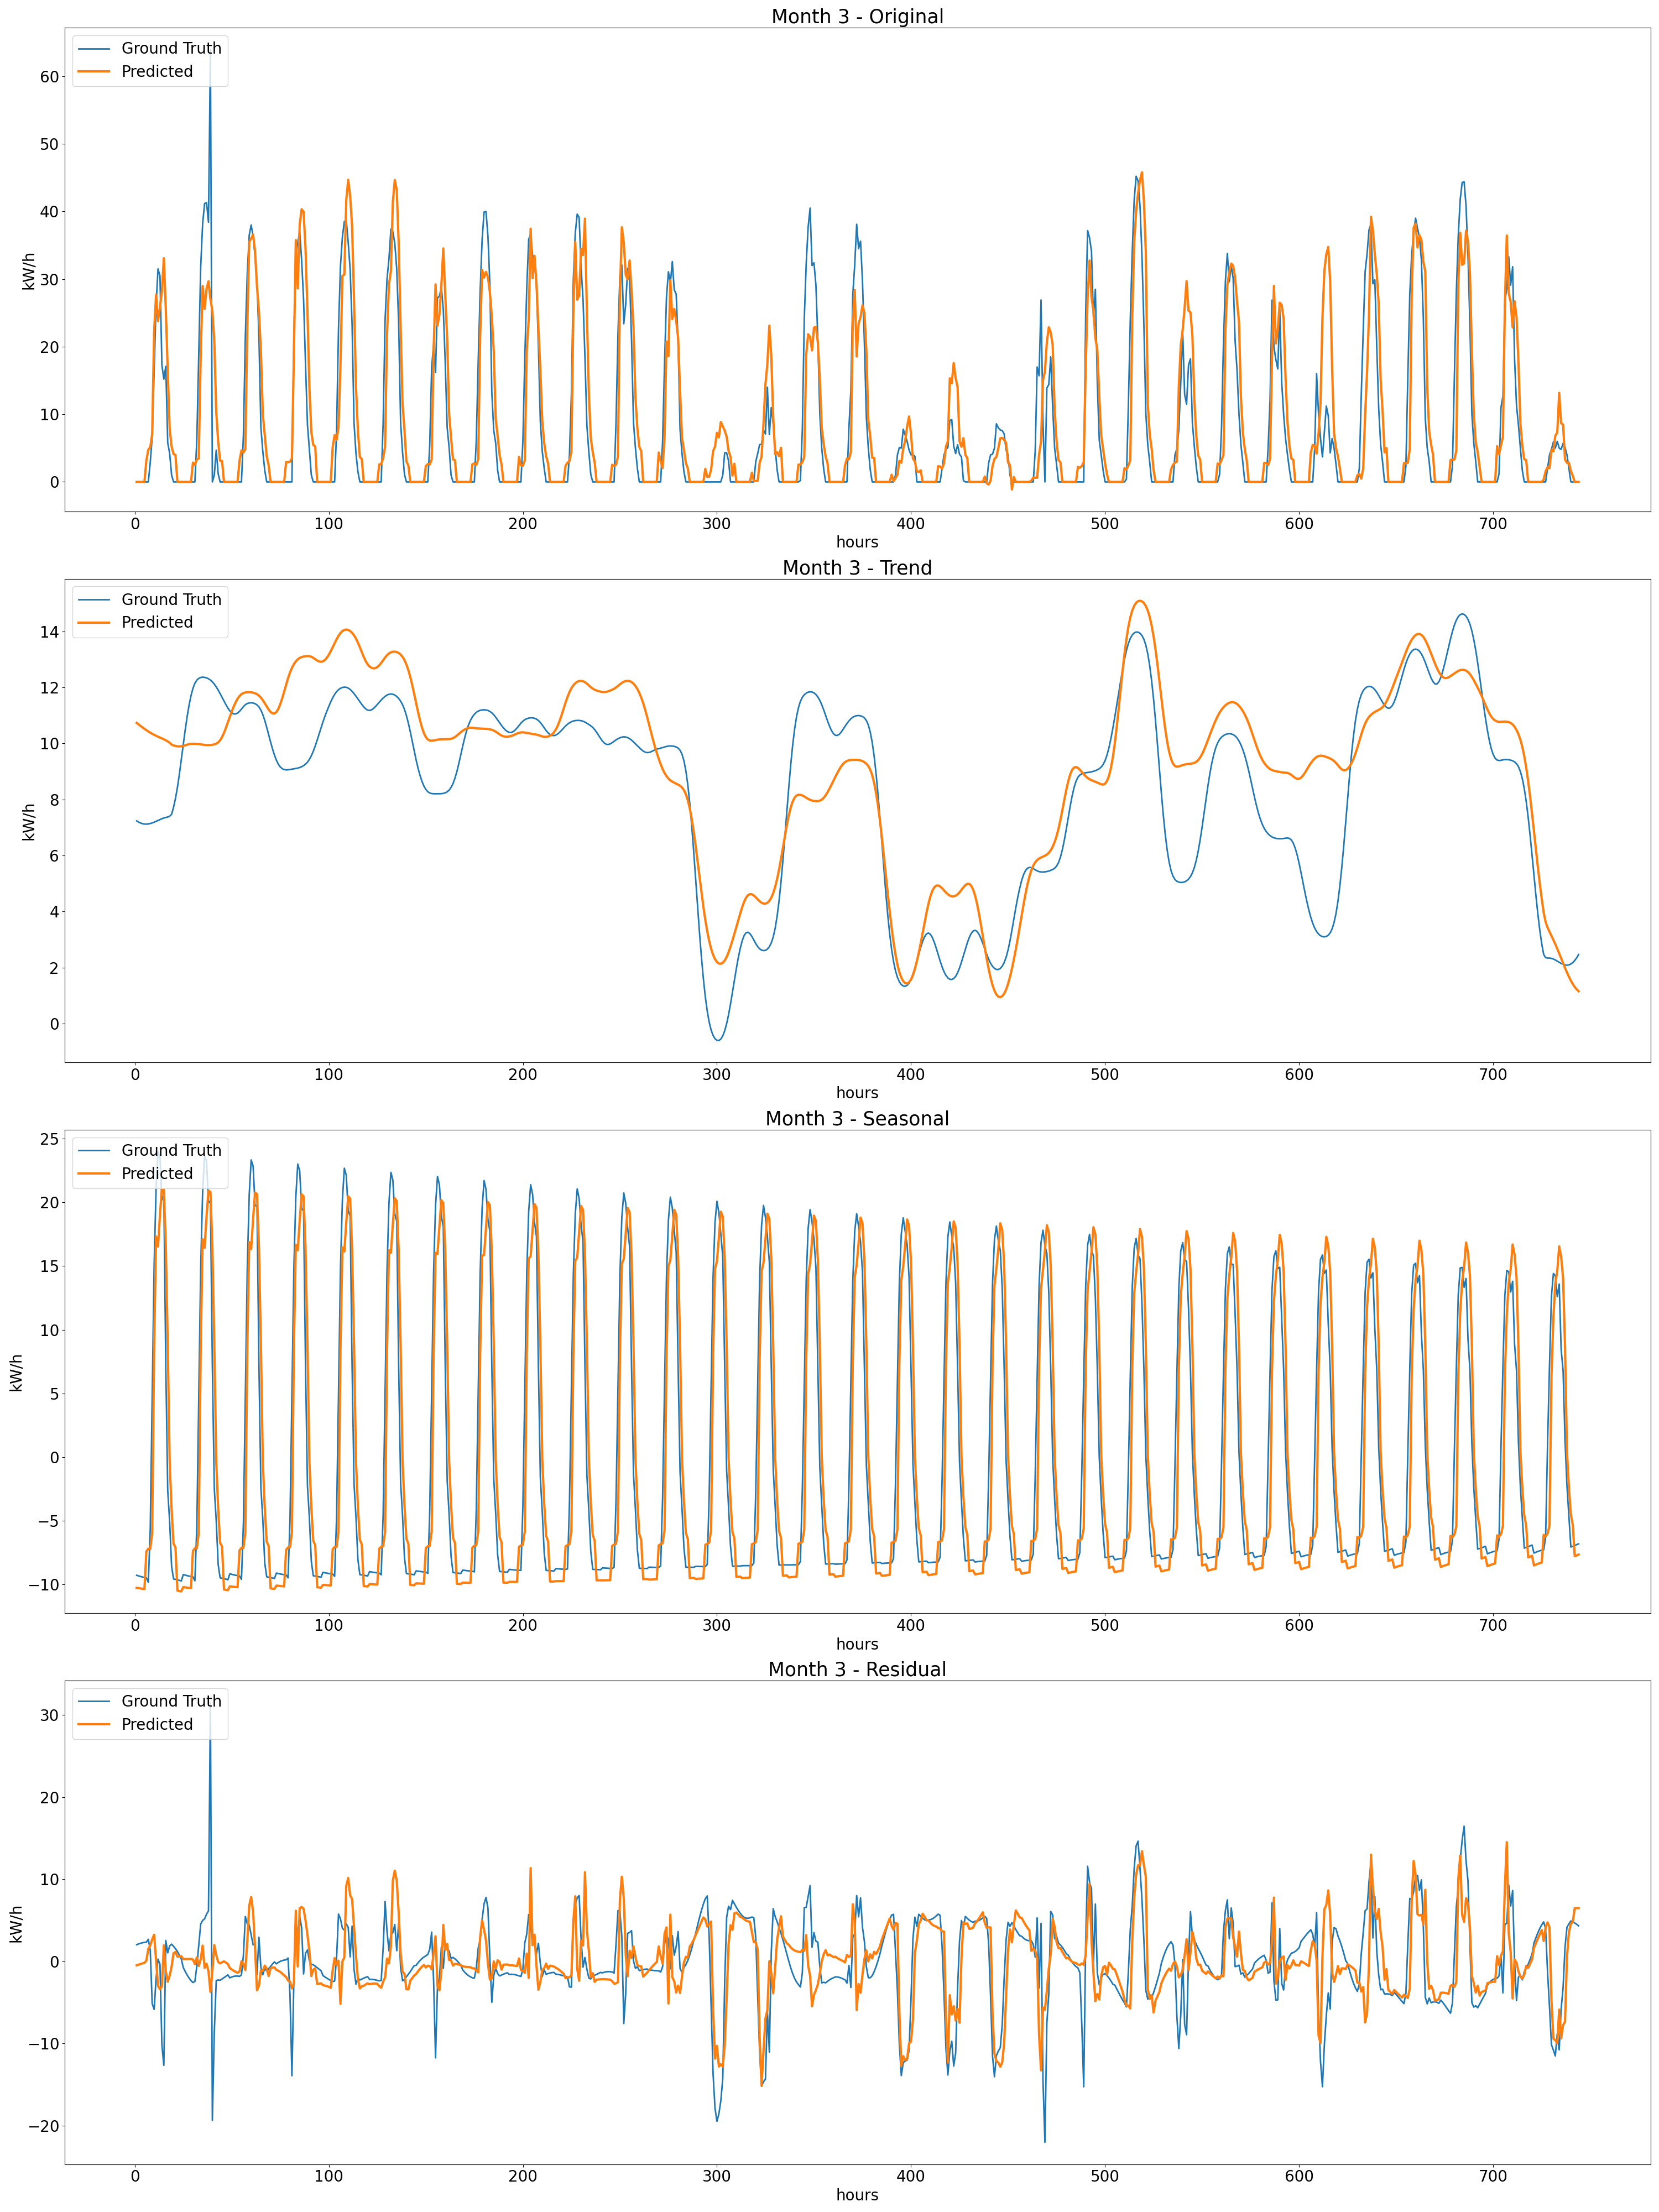 Month 3 - Original
Ground Truth
Predicted
60
50
40
30
20
10
0
kW/h
0 100 200 300 400 500 600 700
hours
Month 3 - Trend
Ground Truth
Predicted
14
12
10
8
6
4
2
0
kW/h
0 100 200 300 400 500 600 700
hours
Month 3 - Seasonal
Ground Truth
Predicted
25
20
15
10
5
0
−5
−10
kW/h
0 100 200 300 400 500 600 700
hours
Month 3 - Residual
Ground Truth
Predicted
30
20
10
0
−10
−20
kW/h
0 100 200 300 400 500 600 700
hours